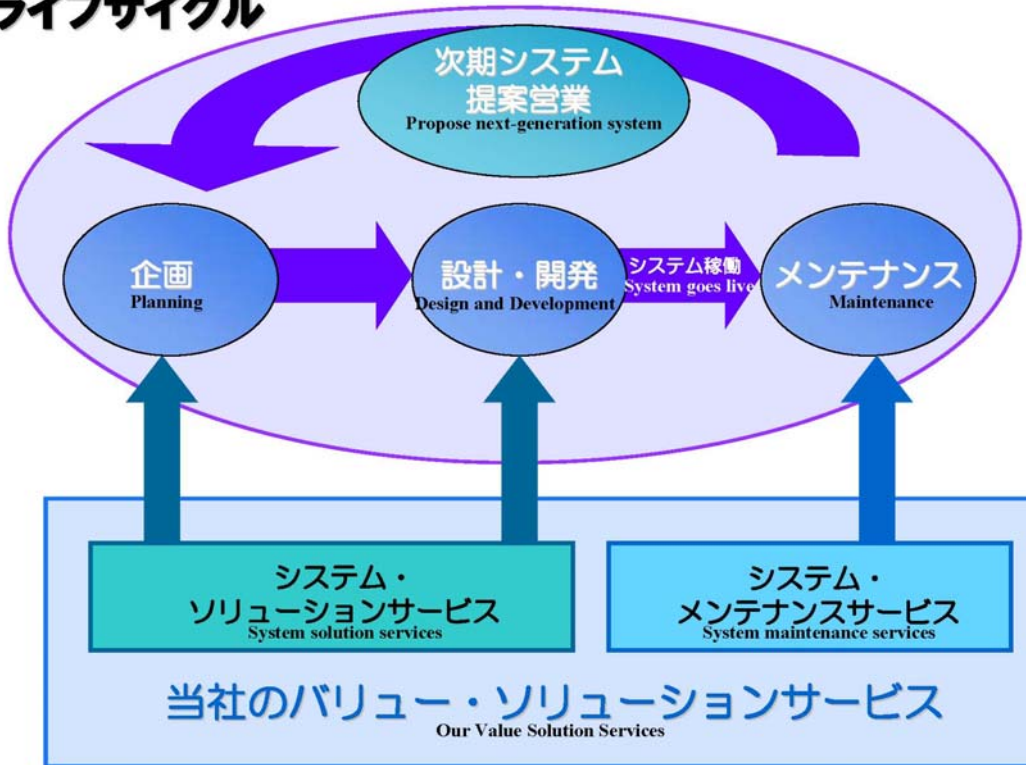 ライフサイクル
次期システム
提案営業
Propose next-generation system
企画
Planning
設計・開発
Design and Development
システム稼働
System goes live
メンテナンス
Maintenance
システム・
ソリューションサービス
System solution services
システム・
メンテナンスサービス
System maintenance services
当社のバリュー・ソリューションサービス
Our Value Solution Services